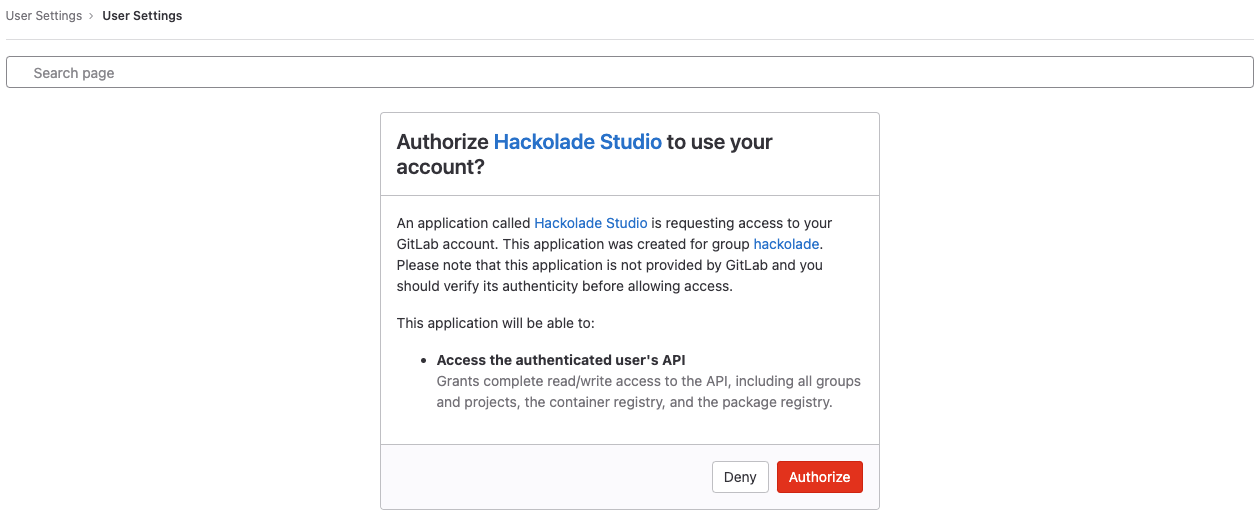 User Settings › User Settings
Search page
Authorize Hackolade Studio to use your
account?
An application called Hackolade Studio is requesting access to your
GitLab account. This application was created for group hackolade.
Please note that this application is not provided by GitLab and you
should verify its authenticity before allowing access.
This application will be able to:
• Access the authenticated user's API
Grants complete read/write access to the API, including all groups
and projects, the container registry, and the package registry.
Deny Authorize